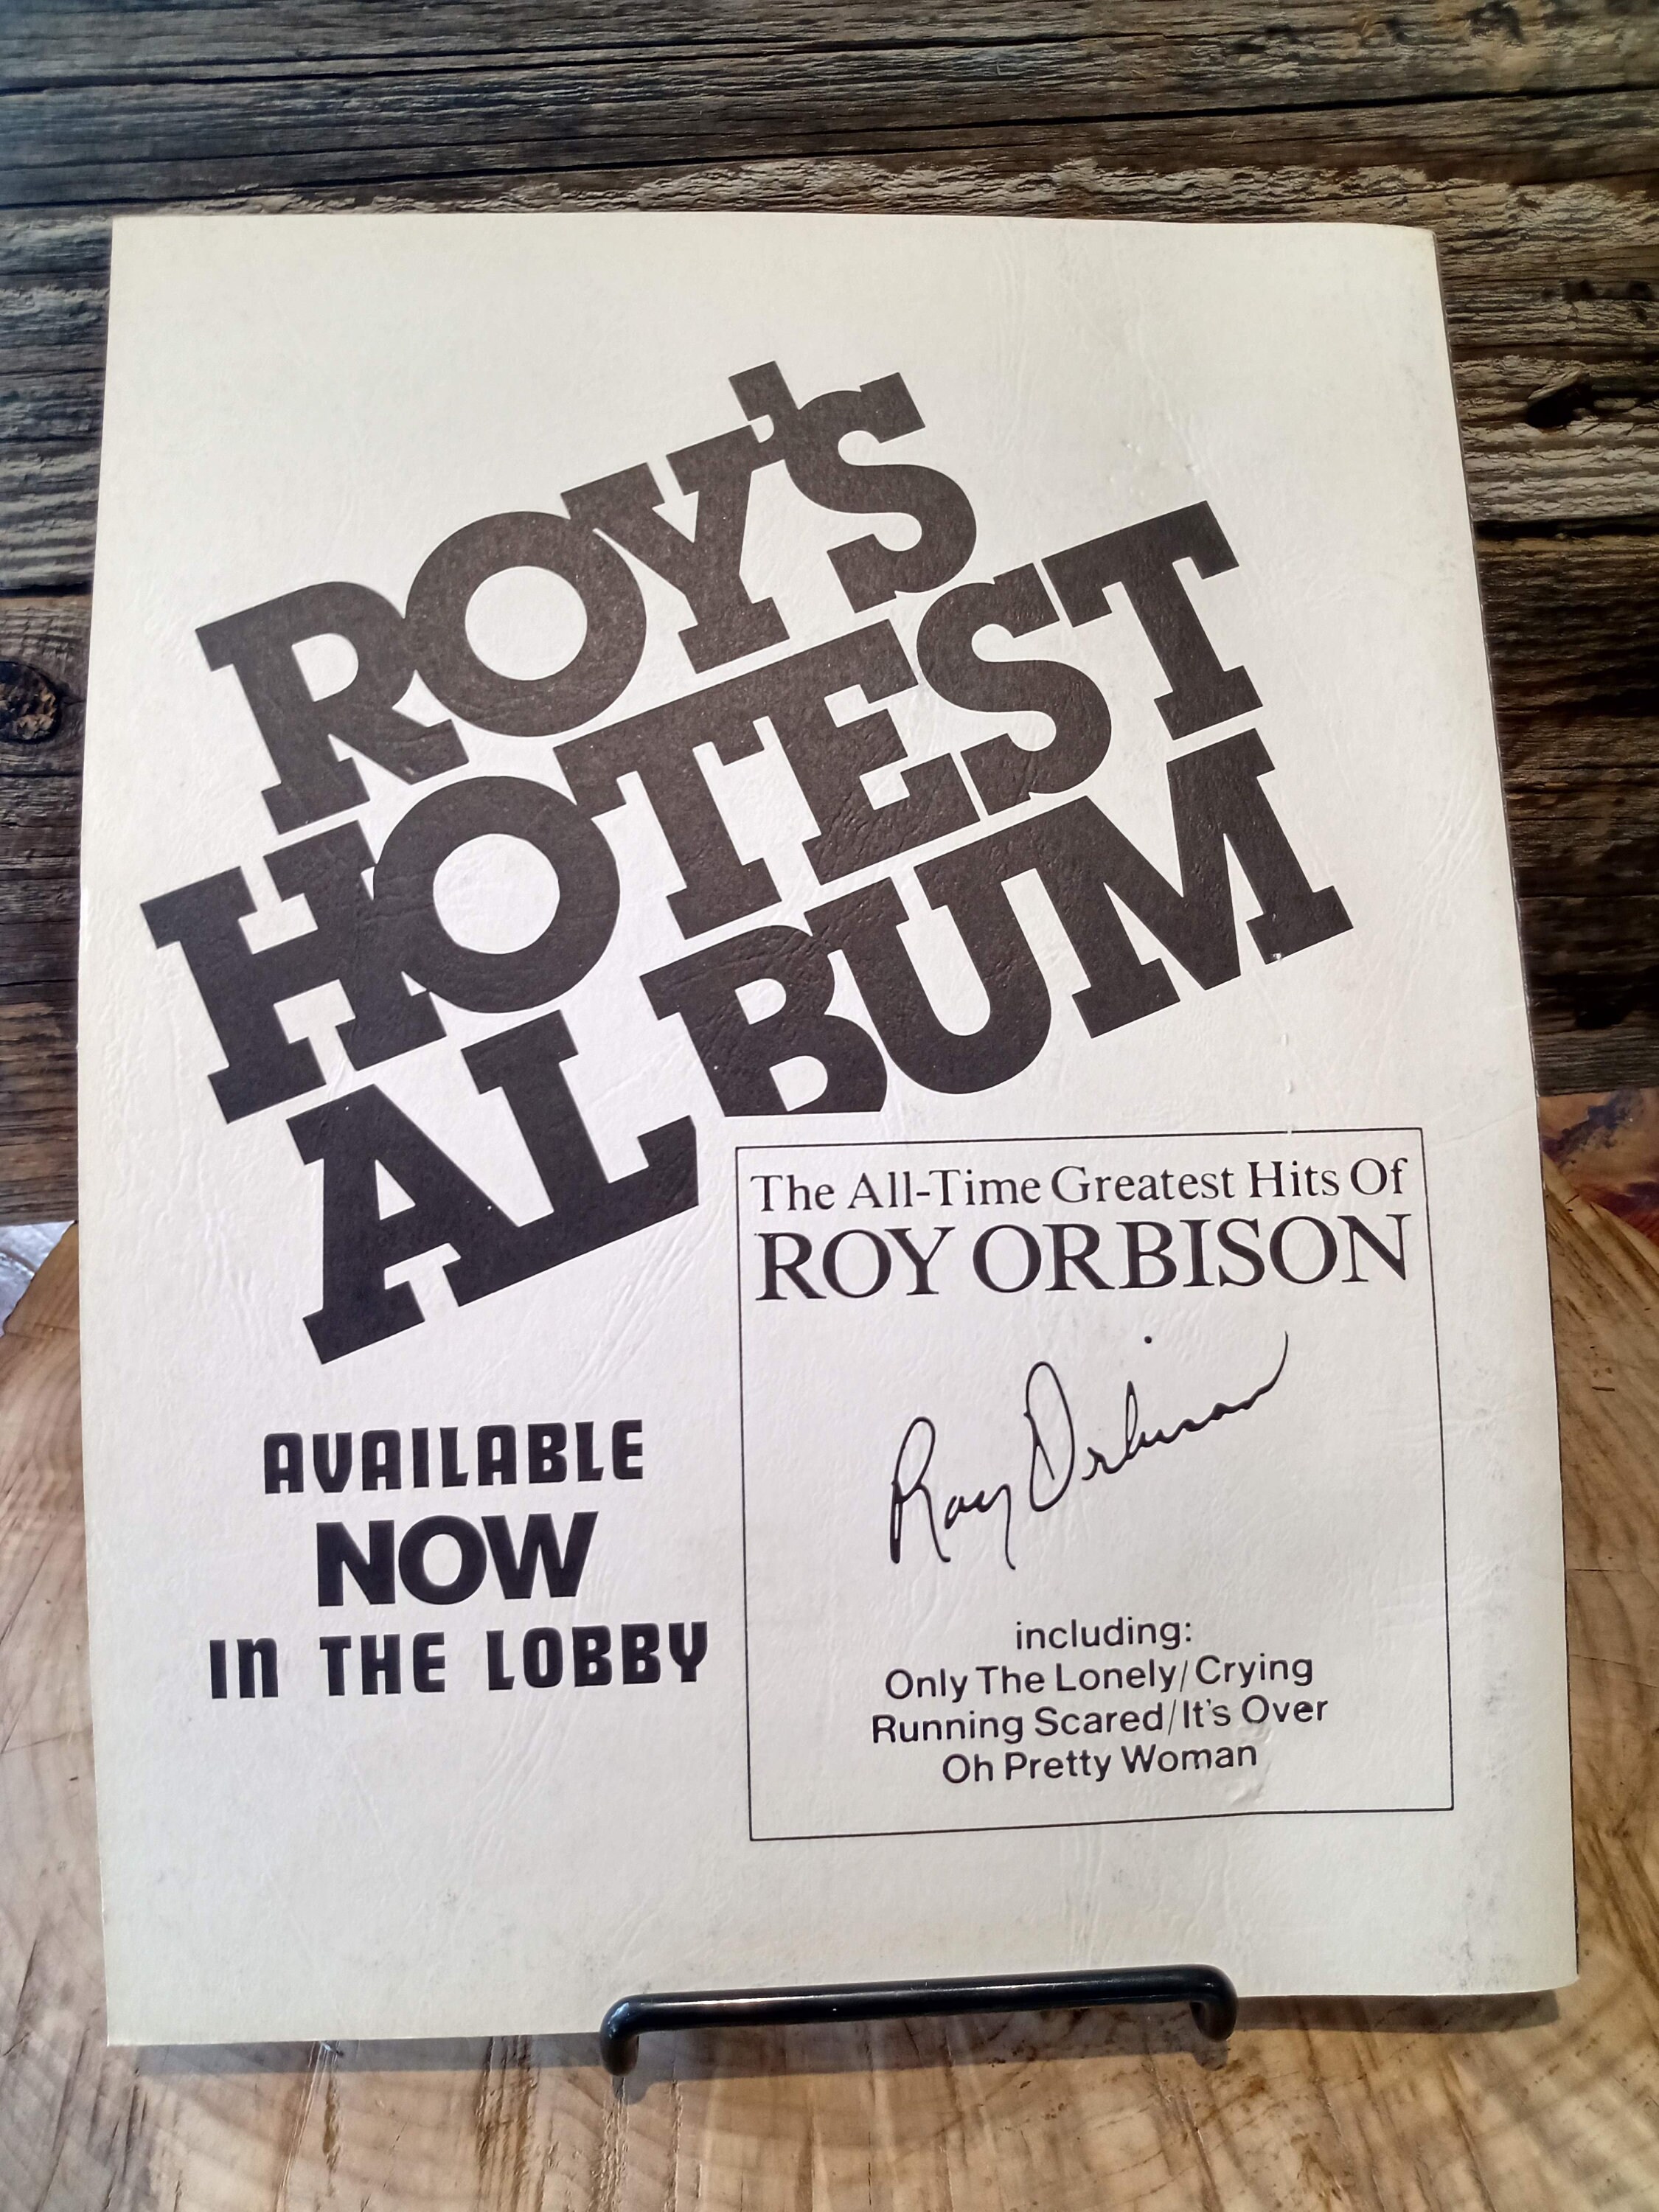 ROY'S
HOTEST
ALBUM
AVAILABLE
NOW
In THE LOBBY
The All-Time Greatest Hits Of
ROY ORBISON
Roy Orbison
including:
Only The Lonely/Crying
Running Scared/It's Over
Oh Pretty Woman